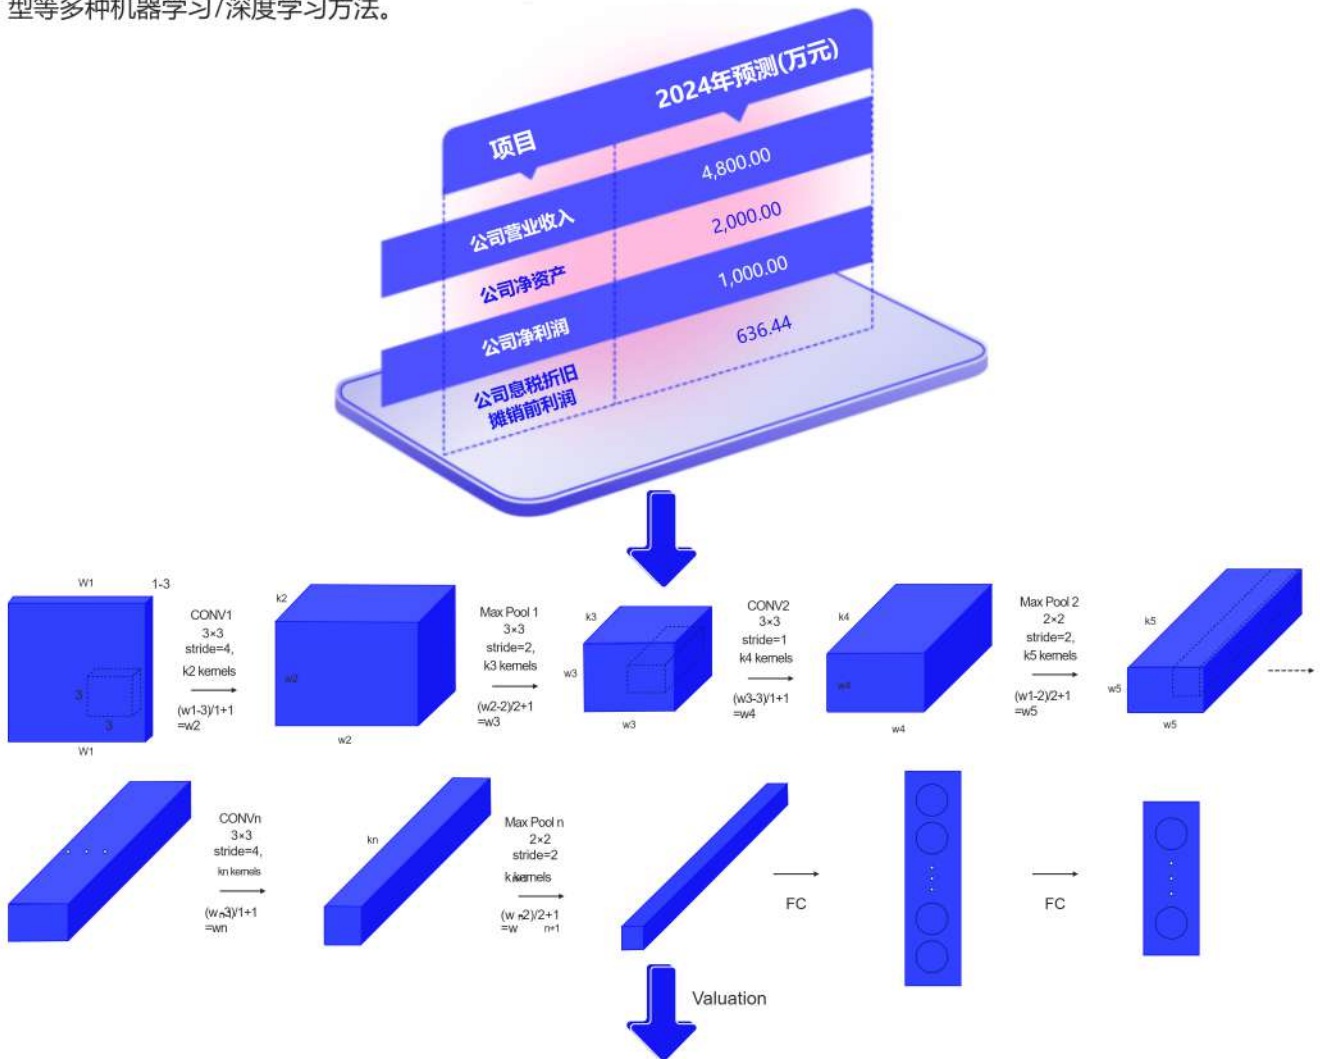 型等多种机器学习/深度学习方法。
项目
2024年预测(万元)
公司营业收入
4,800.00
公司净资产
2,000.00
公司净利润
1,000.00
公司息税折旧
摊销前利润
636.44
W1
1-3
3
3
W1
CONV1
3×3
stride=4,
k2 kernels
(w1-3)/1+1
=w2
k2
w2
w2
Max Pool 1
3×3
stride=2,
k3 kernels
(w2-2)/2+1
=w3
k3
w3
w3
CONV2
3×3
stride=1
k4 kernels
(w3-3)/1+1
=w4
k4
w4
w4
Max Pool 2
2×2
stride=2,
k5 kernels
(w1-2)/2+1
=w5
k5
w5
w5
CONVn
3×3
stride=4,
kn kernels
=wn
kn
Max Pool n
2×2
stride=2
kernels
(w n-2)/2+1
=w n+1
FC
FC
Valuation